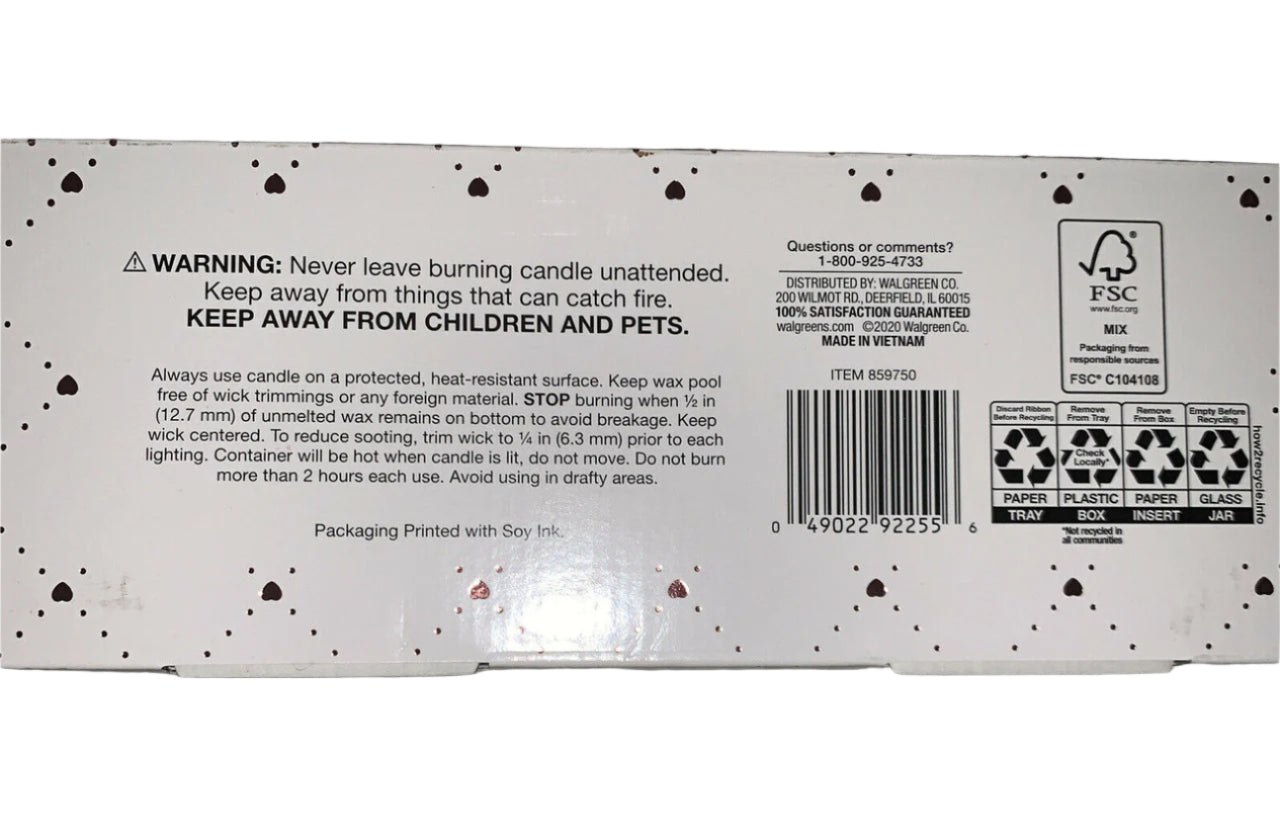 ⚠ WARNING: Never leave burning candle unattended.
Keep away from things that can catch fire.
KEEP AWAY FROM CHILDREN AND PETS.
Always use candle on a protected, heat-resistant surface. Keep wax pool
free of wick trimmings or any foreign material. STOP burning when ½ in
(12.7 mm) of unmelted wax remains on bottom to avoid breakage. Keep
wick centered. To reduce sooting, trim wick to ¼ in (6.3 mm) prior to each
lighting. Container will be hot when candle is lit, do not move. Do not burn
more than 2 hours each use. Avoid using in drafty areas.
Packaging Printed with Soy Ink.
Questions or comments?
1-800-925-4733
DISTRIBUTED BY: WALGREEN CO.
200 WILMOT RD., DEERFIELD, IL 60015
100% SATISFACTION GUARANTEED
walgreens.com ©2020 Walgreen Co.
MADE IN VIETNAM
ITEM 859750
0 49022 92255 6
®
FSC
www.fsc.org
MIX
Packaging from
responsible sources
FSC® C104108
Discard Ribbon
Before Recycling
PAPER
TRAY
Remove
From Tray
Check
Locally*
PLASTIC
BOX
*Not recycled in
all communities
Remove
From Box
PAPER
INSERT
Empty Before
Recycling
GLASS
JAR
how2recycle.info